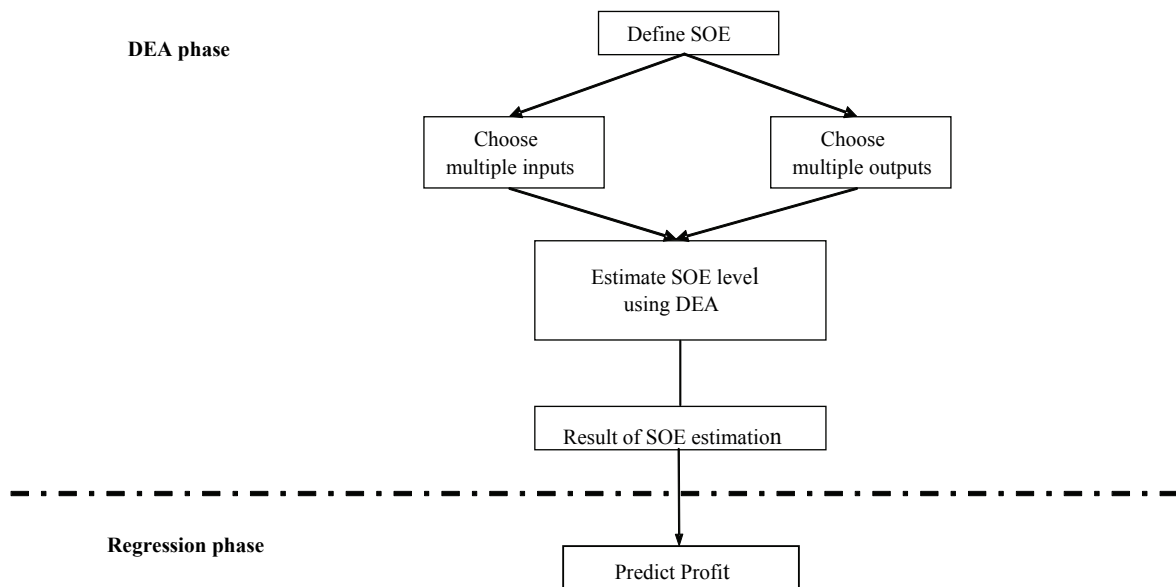 Define SOE
DEA phase
Choose
multiple inputs
Choose
multiple outputs
Estimate SOE level
using DEA
Result of SOE estimation
Regression phase
Predict Profit